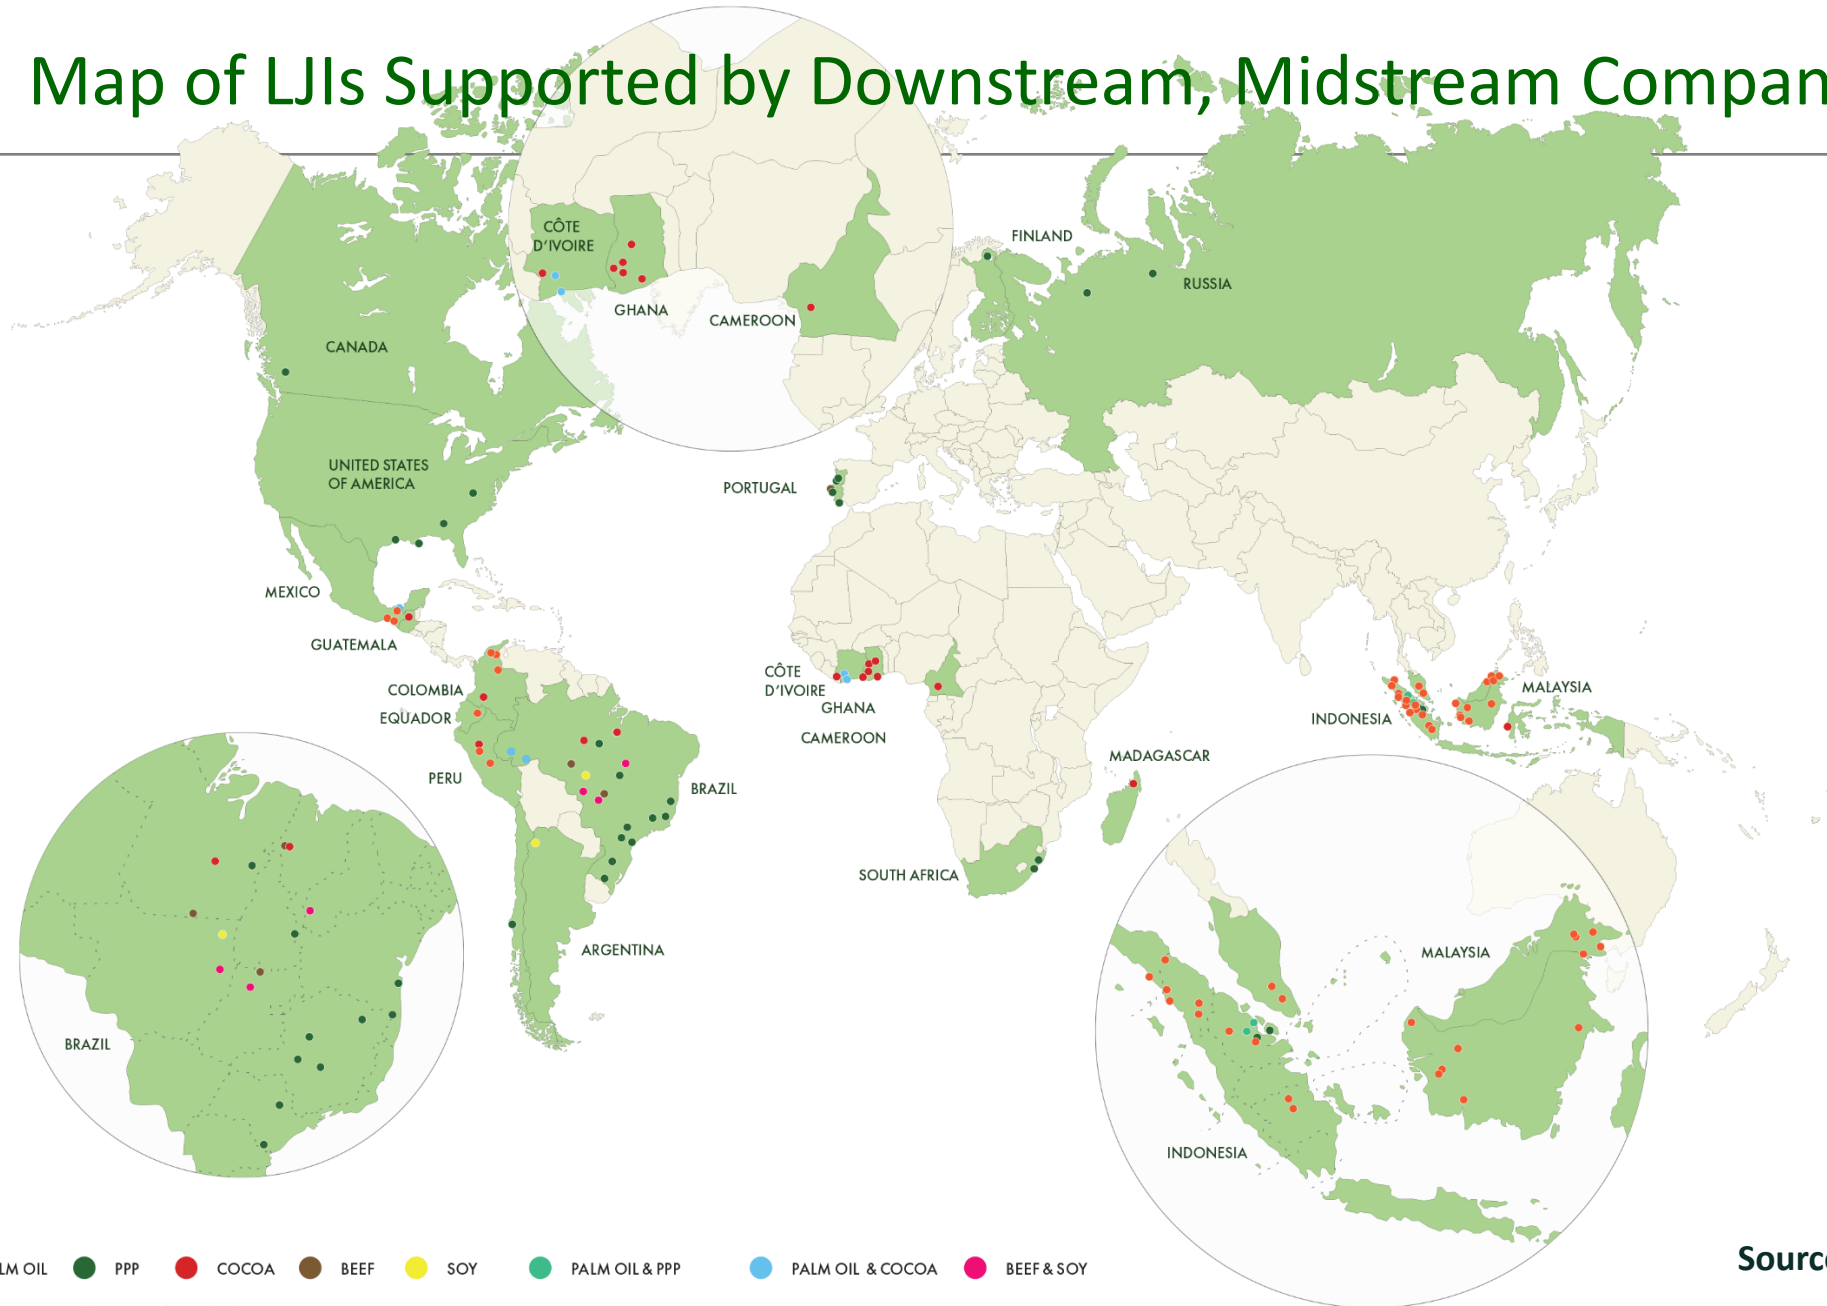 Map of LJIs Supported by Downstream, Midstream Compan
CÔTE
D'IVOIRE
GHANA
CAMEROON
FINLAND
RUSSIA
CANADA
UNITED STATES
OF AMERICA
PORTUGAL
MEXICO
GUATEMALA
COLOMBIA
EQUADOR
PERU
BRAZIL
ARGENTINA
CÔTE
D'IVOIRE
GHANA
CAMEROON
MADAGASCAR
SOUTH AFRICA
MALAYSIA
INDONESIA
BRAZIL
MALAYSIA
INDONESIA
LM OIL PPP COCOA BEEF SOY PALM OIL & PPP PALM OIL & COCOA BEEF & SOY
Source